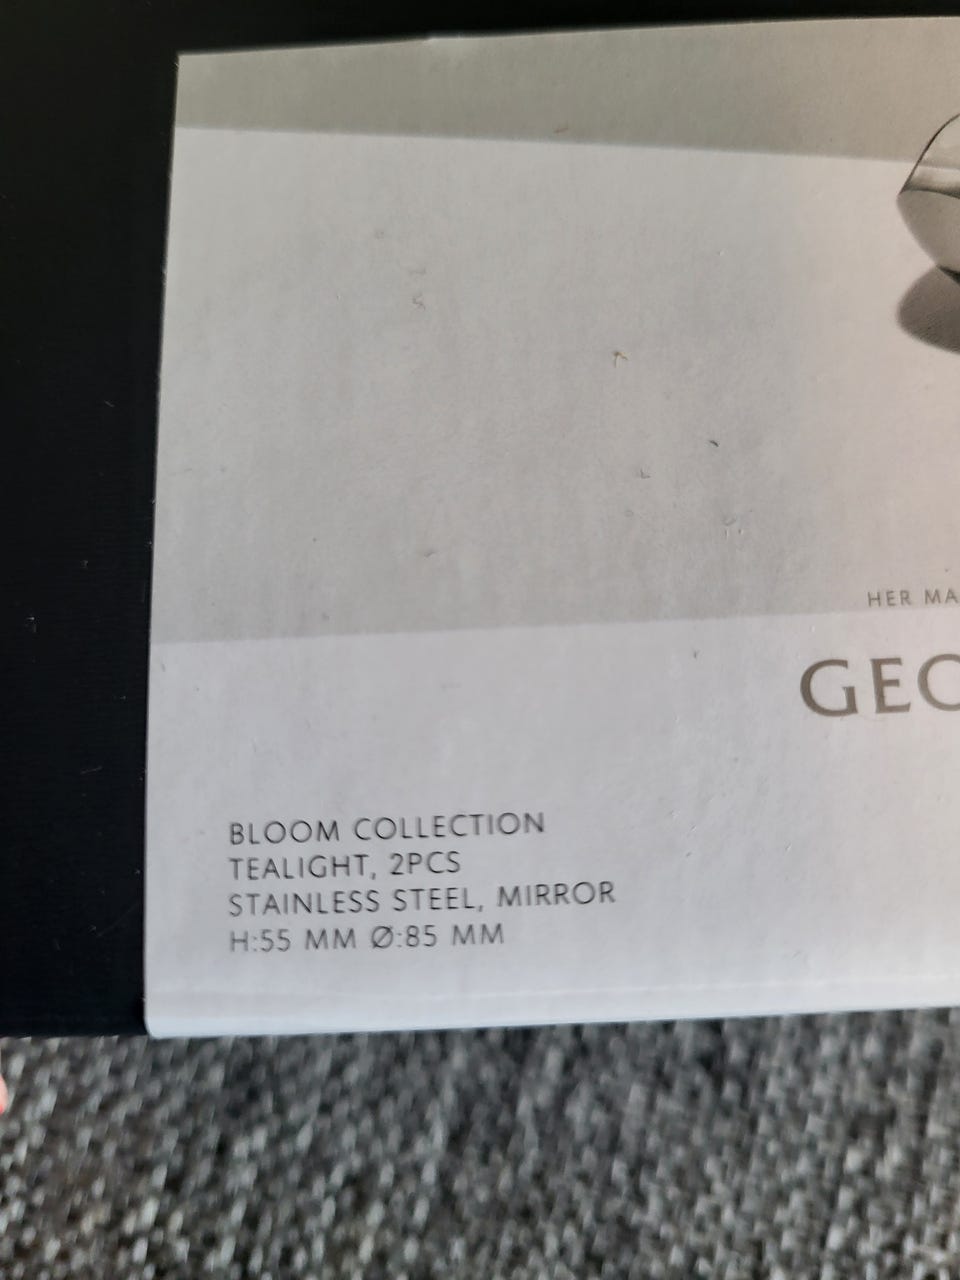 HER MA
GEO
BLOOM COLLECTION
TEALIGHT, 2PCS
STAINLESS STEEL, MIRROR
H:55 MM Ø:85 MM